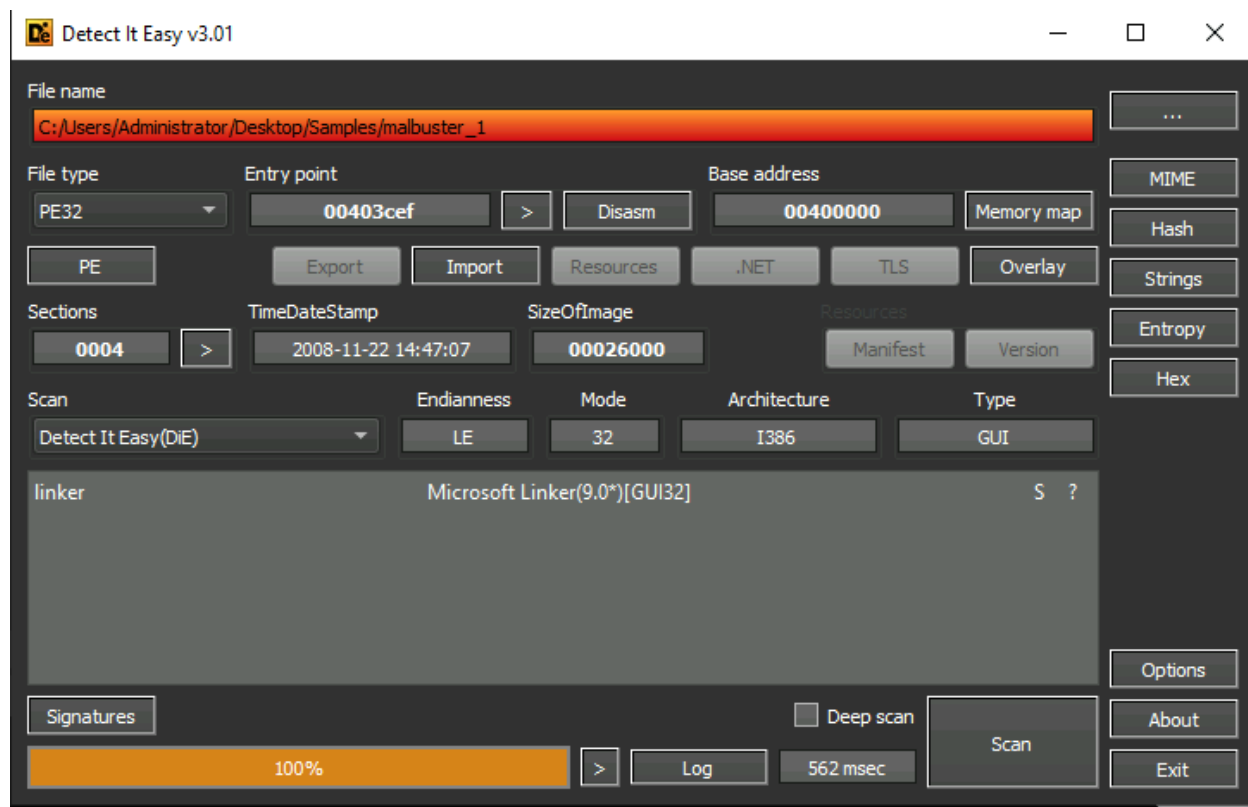 Detect It Easy v3.01
File name
C:/Users/Administrator/Desktop/Samples/malbuster_1
...
File type Entry point Base address
PE32 00403cef > Disasm 00400000 Memory map MIME
Hash
PE Export Import Resources .NET TLS Overlay
Strings
Sections TimeDateStamp SizeOfImage Resources
0004 > 2008-11-22 14:47:07 00026000 Manifest Version
Entropy
Hex
Scan Endianness Mode Architecture Type
Detect It Easy(DiE) LE 32 I386 GUI
linker Microsoft Linker(9.0*)[GUI32] S ?
Options
Signatures Deep scan Scan About
100% > Log 562 msec Exit